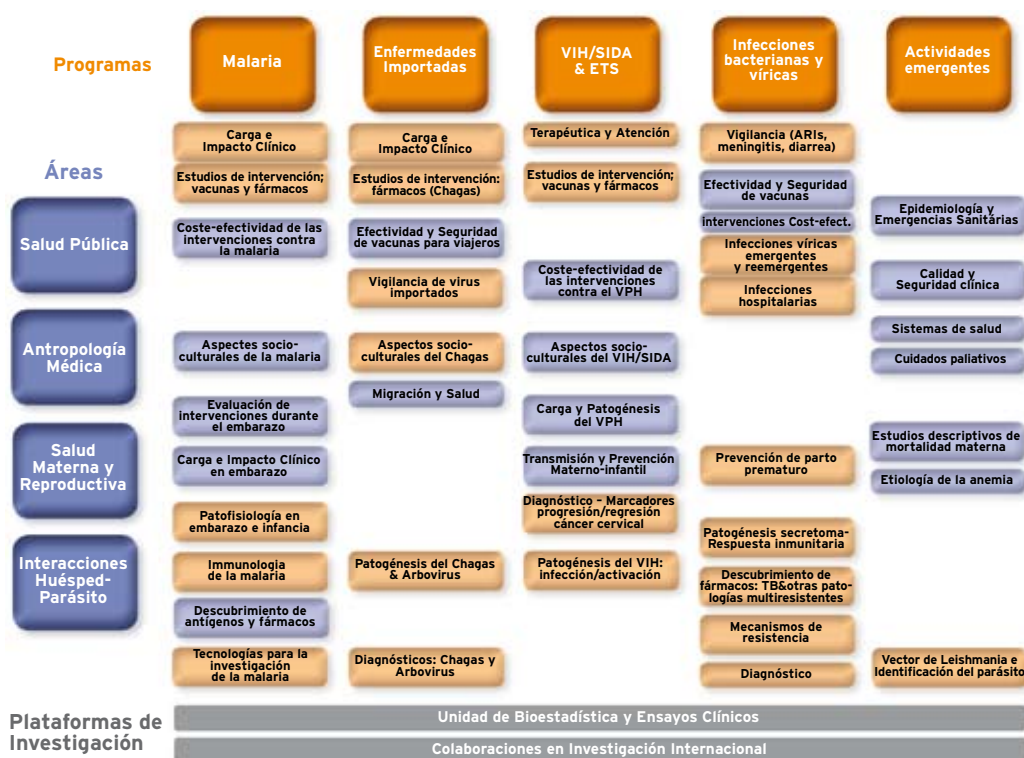 Programas
Malaria
Enfermedades
Importadas
VIH/SIDA
& ETS
Infecciones
bacterianas y
víricas
Actividades
emergentes
Áreas
Salud Pública
Antropología
Médica
Salud
Materna y
Reproductiva
Interacciones
Huésped-
Parásito
Carga e
Impacto Clínico
Estudios de intervención;
vacunas y fármacos
Coste-efectividad de las
intervenciones contra
la malaria
Aspectes socio-
culturales de la malaria
Evaluación de
intervenciones durante
el embarazo
Carga e Impacto Clínico
en embarazo
Patofisiología en
embarazo e infancia
Immunologia
de la malaria
Descubrimiento de
antígenos y fármacos
Tecnologías para la
investigación
de la malaria
Carga e
Impacto Clínico
Estudios de intervención:
fármacos (Chagas)
Efectividad y Seguridad
de vacunas para viajeros
Vigilancia de virus
importados
Aspectos socio-
culturales del Chagas
Migración y Salud
Patogénesis del Chagas
& Arbovirus
Diagnósticos: Chagas y
Arbovirus
Terapéutica y Atención
Estudios de intervención;
vacunas y fármacos
Coste-efectividad de
las intervenciones
contra el VPH
Aspectos socio-
culturales del VIH/SIDA
Carga y Patogénesis
del VPH
Transmisión y Prevención
Materno-infantil
Diagnóstico – Marcadores
progresión/regresión
cáncer cervical
Patogénesis del VIH:
infección/activación
Vigilancia (ARIs,
meningitis, diarrea)
Efectividad y Seguridad
de vacunas
intervenciones Cost-efect.
Infecciones víricas
emergentes
y reemergentes
Infecciones
hospitalarias
Prevención de parto
prematuro
Patogénesis secretoma-
Respuesta inmunitaria
Descubrimiento de
fármacos: TB&otras pato-
logías multiresistentes
Mecanismos de
resistencia
Diagnóstico
Epidemiología y
Emergencias Sanitárias
Calidad y
Seguridad clínica
Sistemas de salud
Cuidados paliativos
Estudios descriptivos de
mortalidad materna
Etiología de la anemia
Vector de Leishmania e
Identificación del parásito
Plataformas de
Investigación
Unidad de Bioestadística y Ensayos Clínicos
Colaboraciones en Investigación Internacional